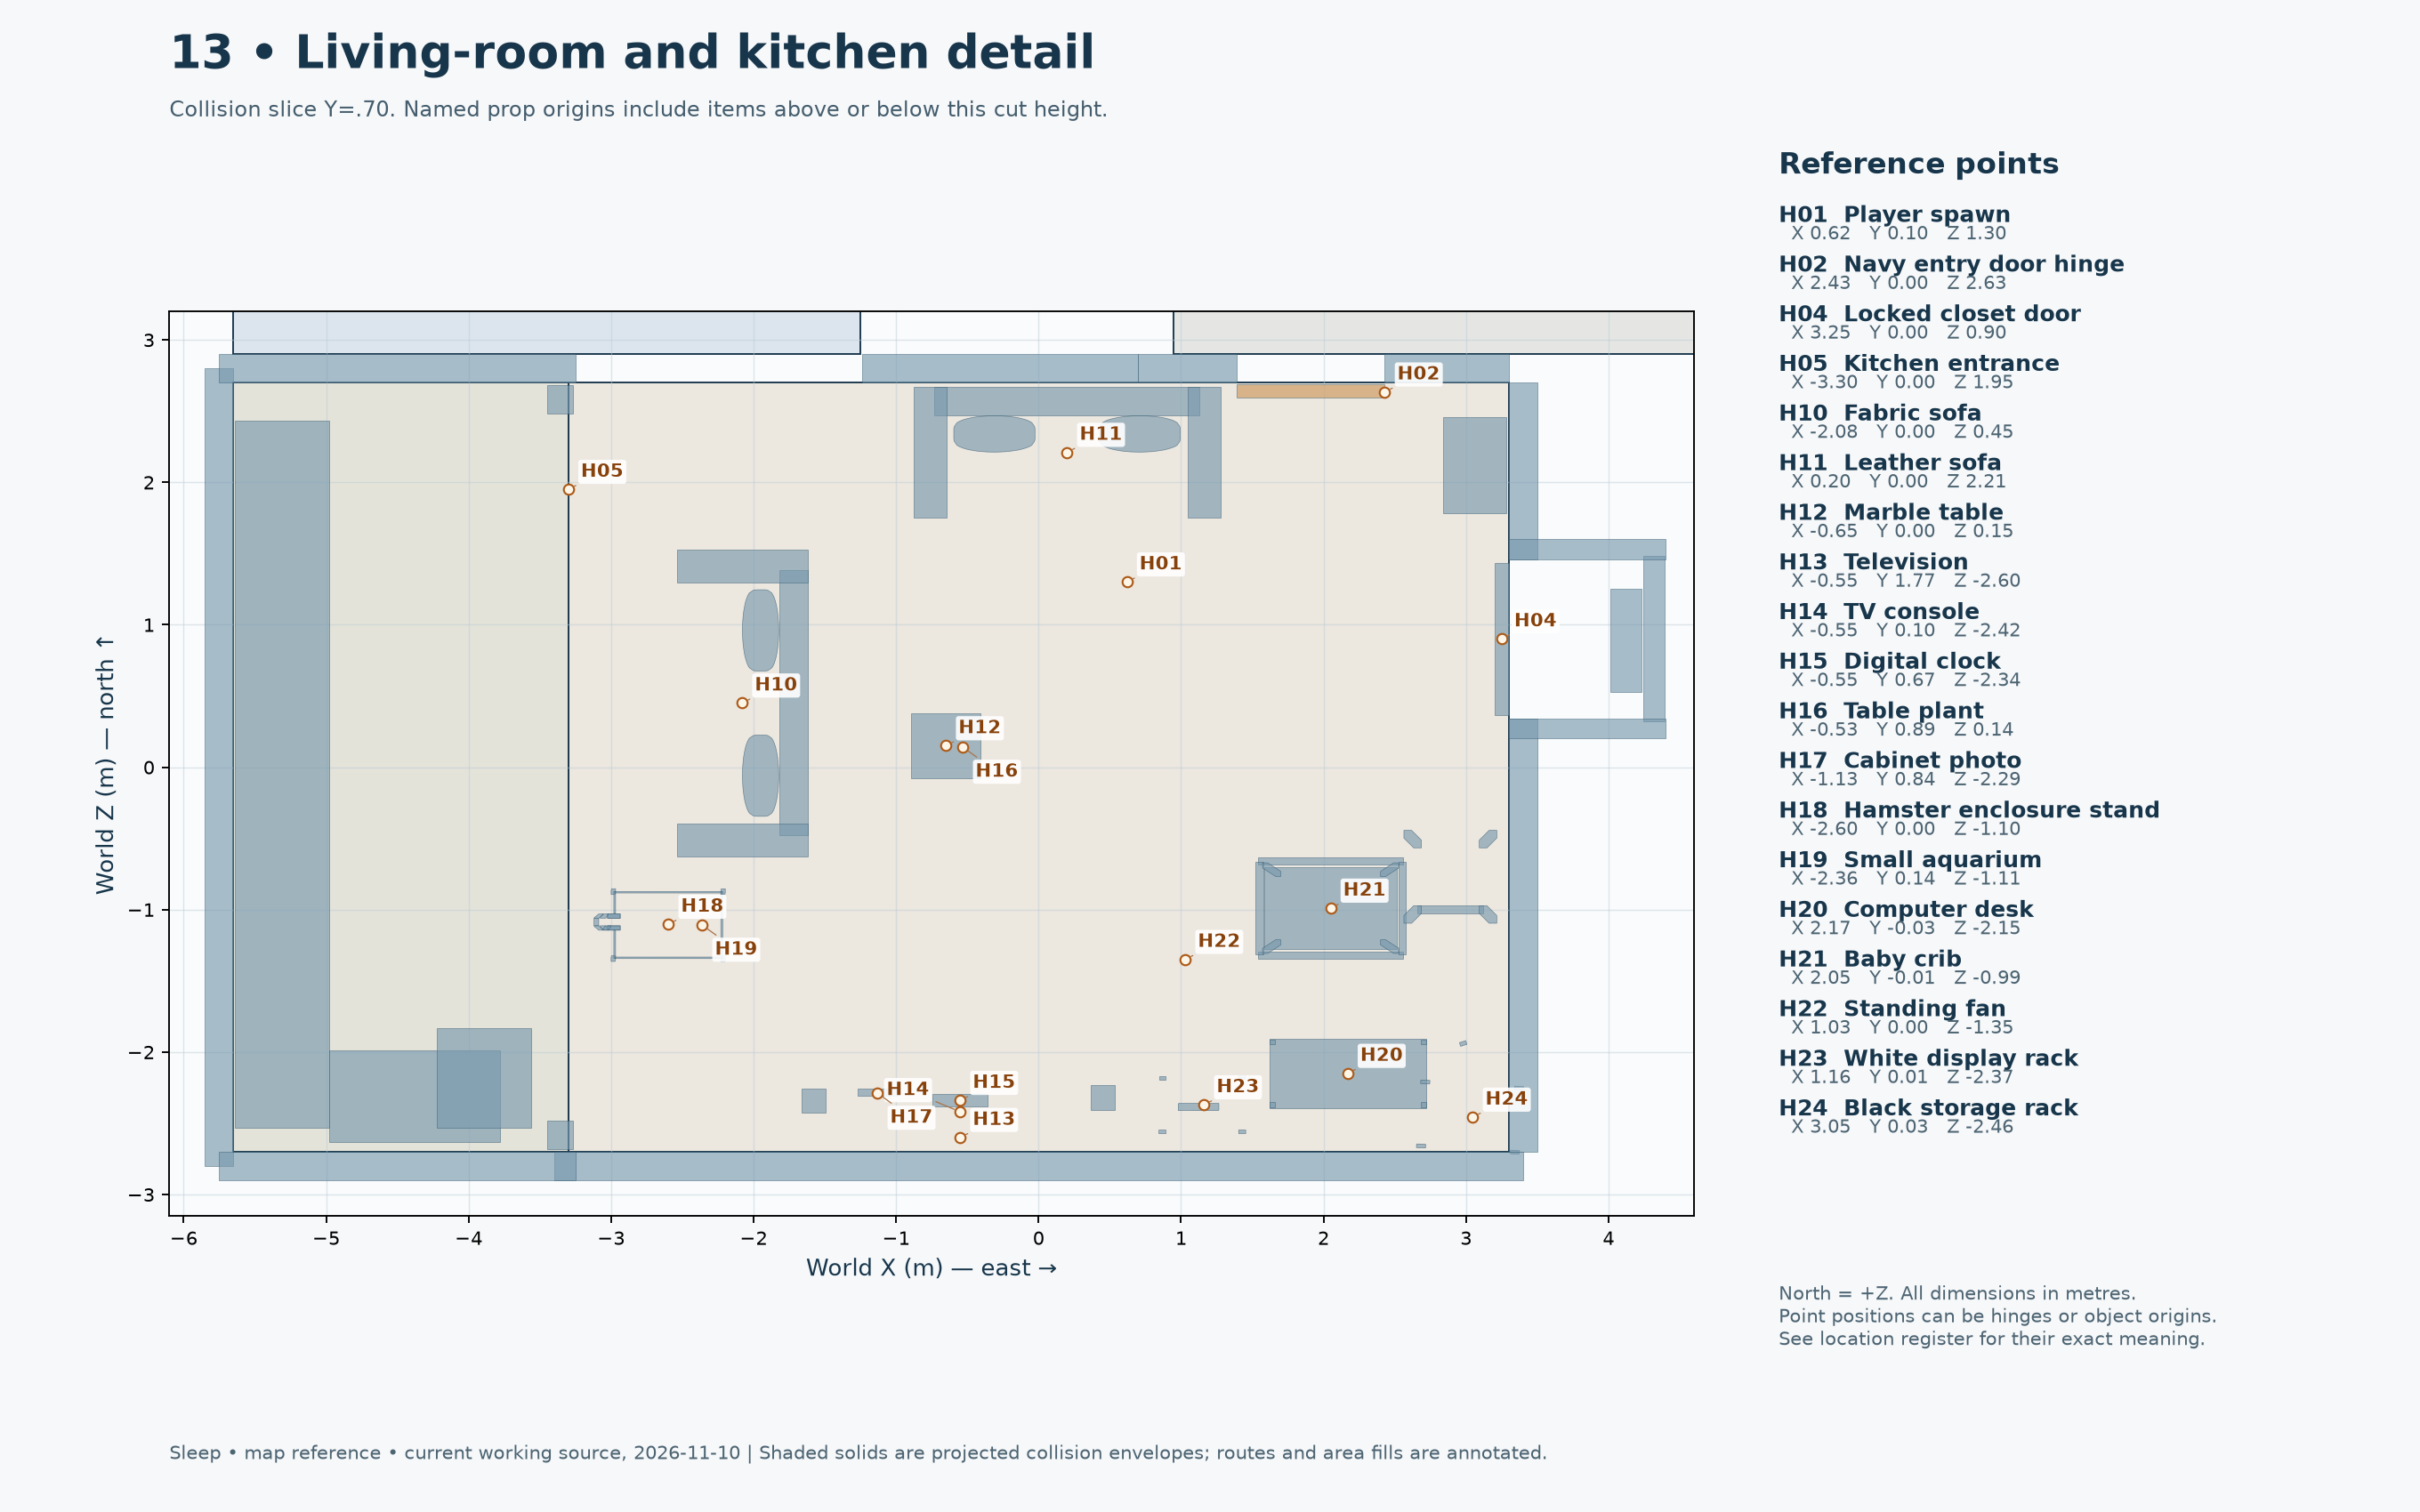 13 • Living-room and kitchen detail
Collision slice Y=.70. Named prop origins include items above or below this cut height.
Reference points
H01 Player spawn
X 0.62 Y 0.10 Z 1.30
H02 Navy entry door hinge
X 2.43 Y 0.00 Z 2.63
H04 Locked closet door
X 3.25 Y 0.00 Z 0.90
H05 Kitchen entrance
X -3.30 Y 0.00 Z 1.95
H10 Fabric sofa
X -2.08 Y 0.00 Z 0.45
H11 Leather sofa
X 0.20 Y 0.00 Z 2.21
H12 Marble table
X -0.65 Y 0.00 Z 0.15
H13 Television
X -0.55 Y 1.77 Z -2.60
H14 TV console
X -0.55 Y 0.10 Z -2.42
H15 Digital clock
X -0.55 Y 0.67 Z -2.34
H16 Table plant
X -0.53 Y 0.89 Z 0.14
H17 Cabinet photo
X -1.13 Y 0.84 Z -2.29
H18 Hamster enclosure stand
X -2.60 Y 0.00 Z -1.10
H19 Small aquarium
X -2.36 Y 0.14 Z -1.11
H20 Computer desk
X 2.17 Y -0.03 Z -2.15
H21 Baby crib
X 2.05 Y -0.01 Z -0.99
H22 Standing fan
X 1.03 Y 0.00 Z -1.35
H23 White display rack
X 1.16 Y 0.01 Z -2.37
H24 Black storage rack
X 3.05 Y 0.03 Z -2.46
North = +Z. All dimensions in metres.
Point positions can be hinges or object origins.
See location register for their exact meaning.
World Z (m) — north ↑
3
2
1
0
−1
−2
−3
H02
H11
H05
H01
H04
H10
H12
H16
H21
H18
H22
H19
H20
H15
H14
H23
H24
H17
H13
−6
−5
−4
−3
−2
−1
0
1
2
3
4
World X (m) — east →
Sleep • map reference • current working source, 2026-11-10 | Shaded solids are projected collision envelopes; routes and area fills are annotated.